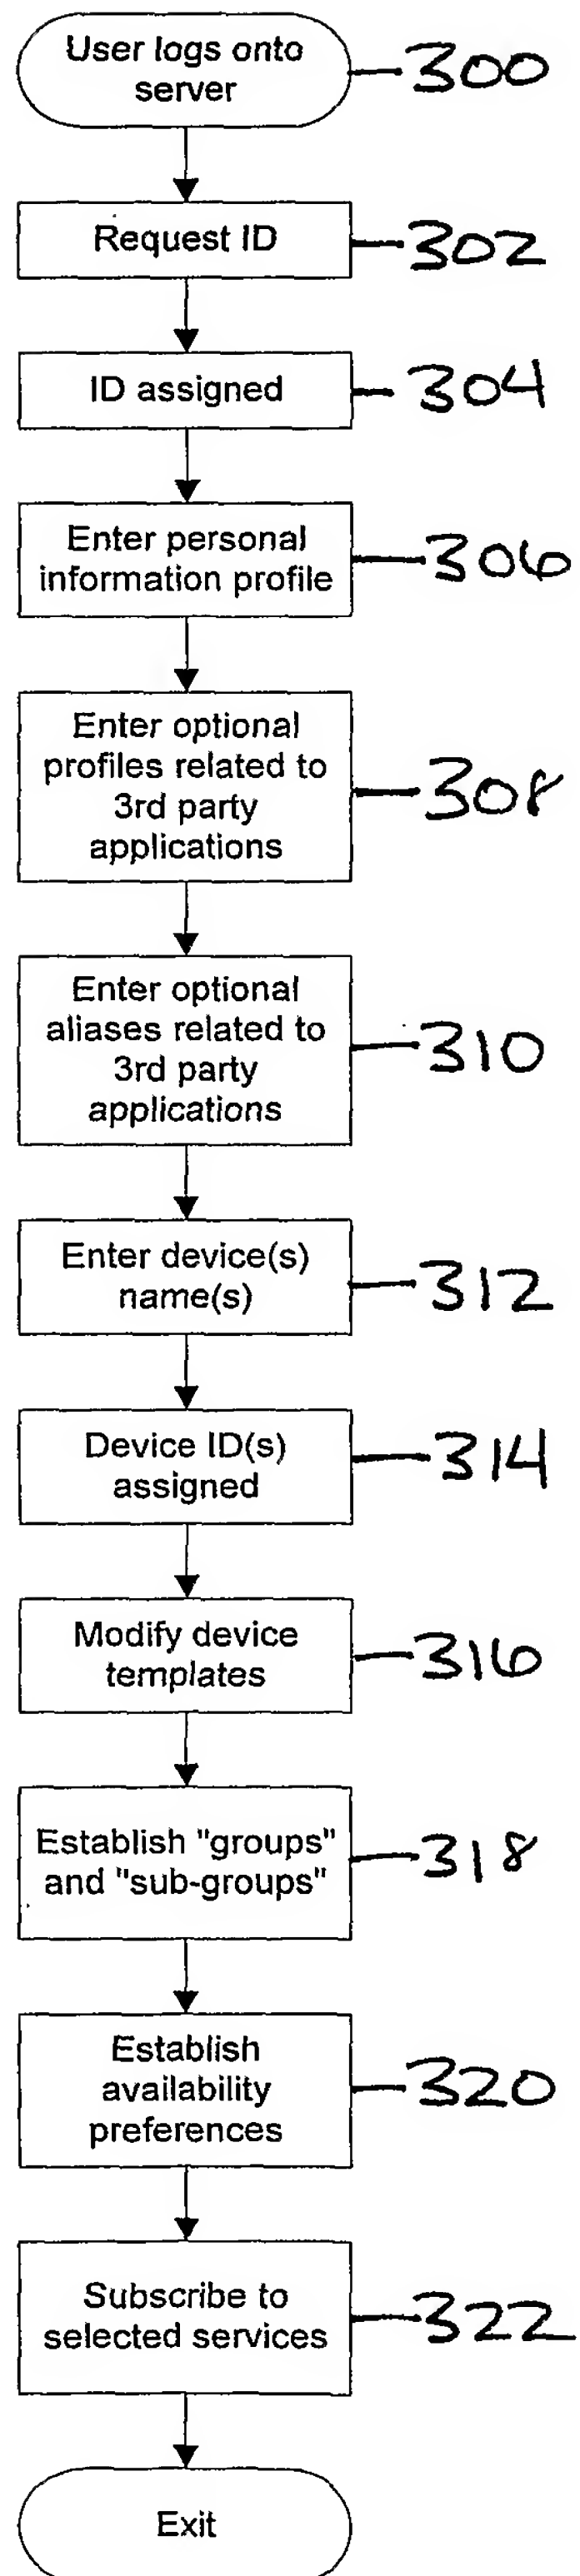 User logs onto
server
300
Request ID
302
ID assigned
304
Enter personal
information profile
306
Enter optional
profiles related to
3rd party
applications
308
Enter optional
aliases related to
3rd party
applications
310
Enter device(s)
name(s)
312
Device ID(s)
assigned
314
Modify device
templates
316
Establish "groups"
and "sub-groups"
318
Establish
availability
preferences
320
Subscribe to
selected services
322
Exit